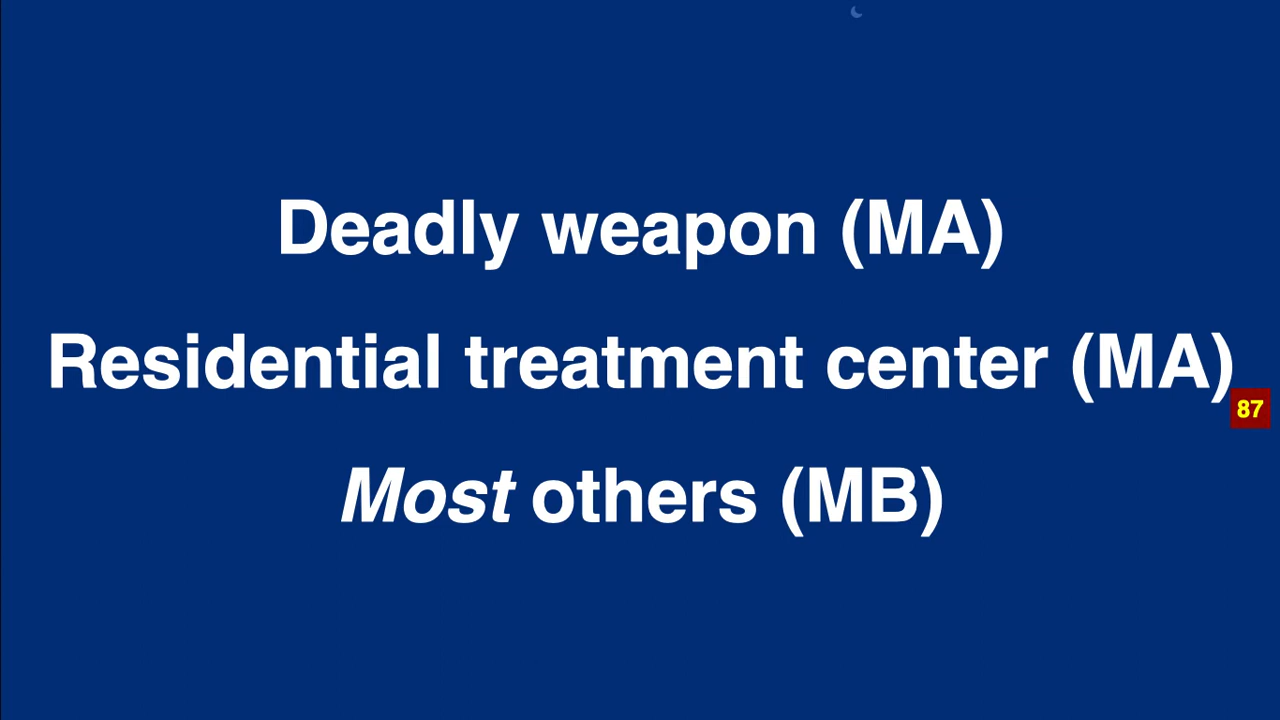 Deadly weapon (MA)
Residential treatment center (MA)
87
Most others (MB)